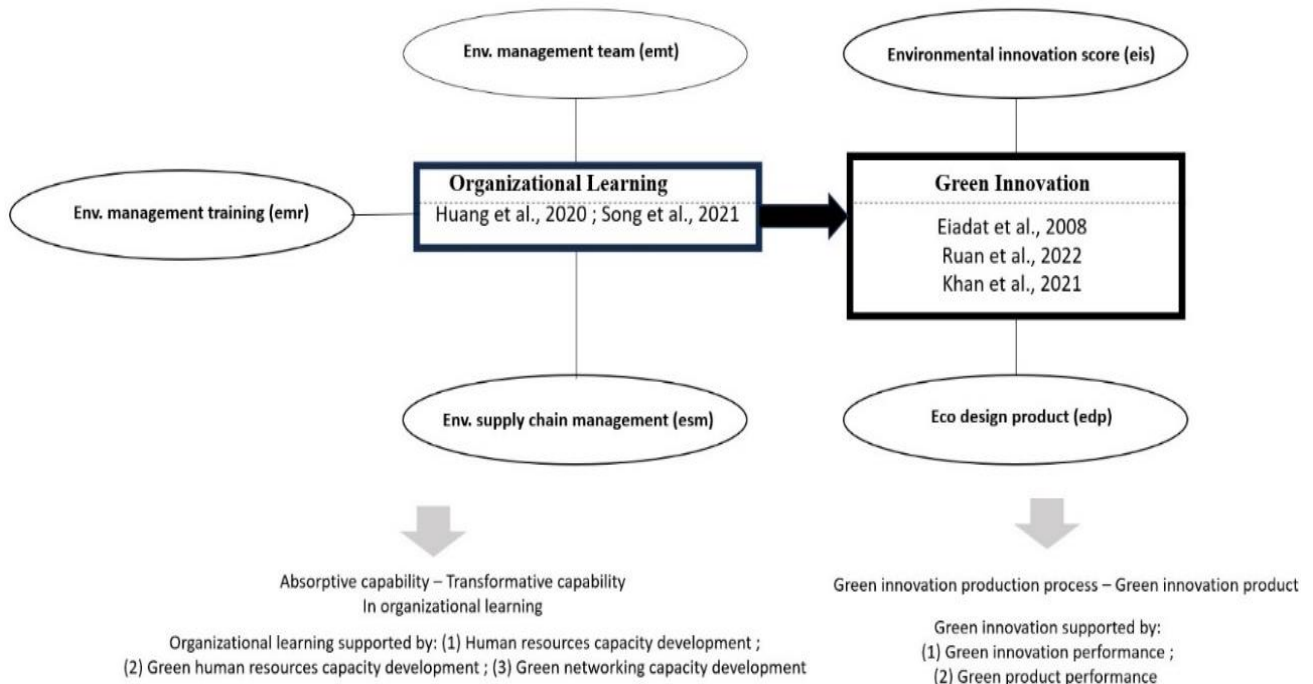 Env. management team (emt)
Environmental innovation score (eis)
Env. management training (emr)
Organizational Learning
Huang et al., 2020 ; Song et al., 2021
Green Innovation
Eiadat et al., 2008
Ruan et al., 2022
Khan et al., 2021
Env. supply chain management (esm)
Eco design product (edp)
Absorptive capability – Transformative capability
In organizational learning
Organizational learning supported by: (1) Human resources capacity development ;
(2) Green human resources capacity development ; (3) Green networking capacity development
Green innovation production process – Green innovation product
Green innovation supported by:
(1) Green innovation performance ;
(2) Green product performance